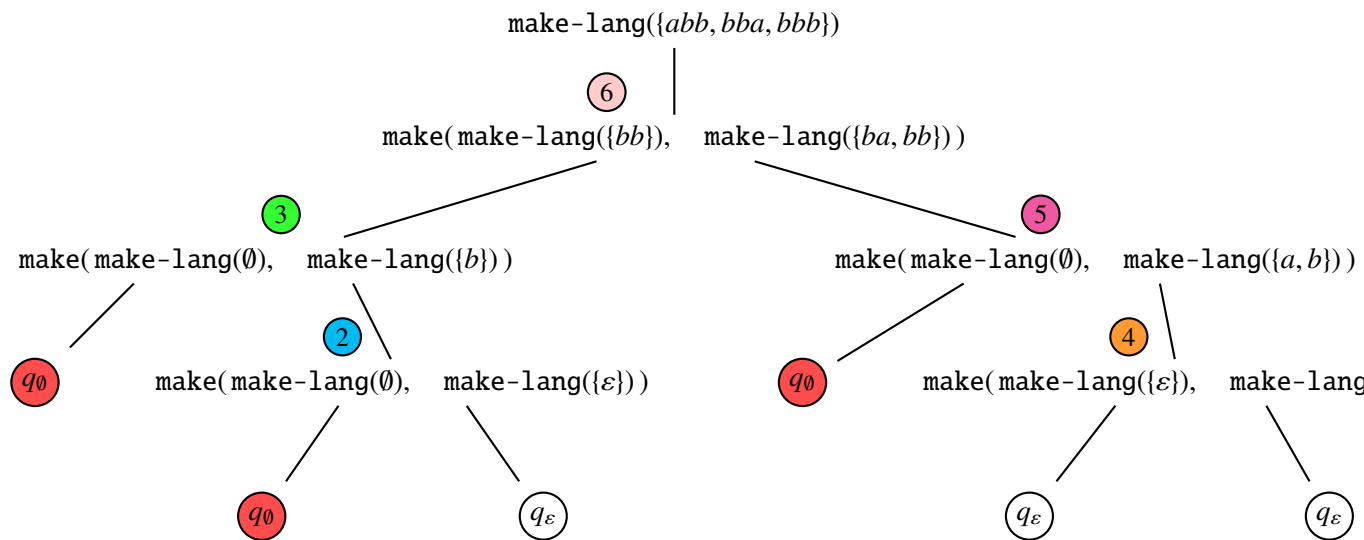 make-lang({abb, bba, bbb})
6
make( make-lang({bb}), make-lang({ba, bb}) )
3 5
make( make-lang(∅), make-lang({b}) ) make( make-lang(∅), make-lang({a, b}) )
2 4
q∅ make( make-lang(∅), make-lang({ε}) ) q∅ make( make-lang({ε}), make-lang
q∅ qε qε qε